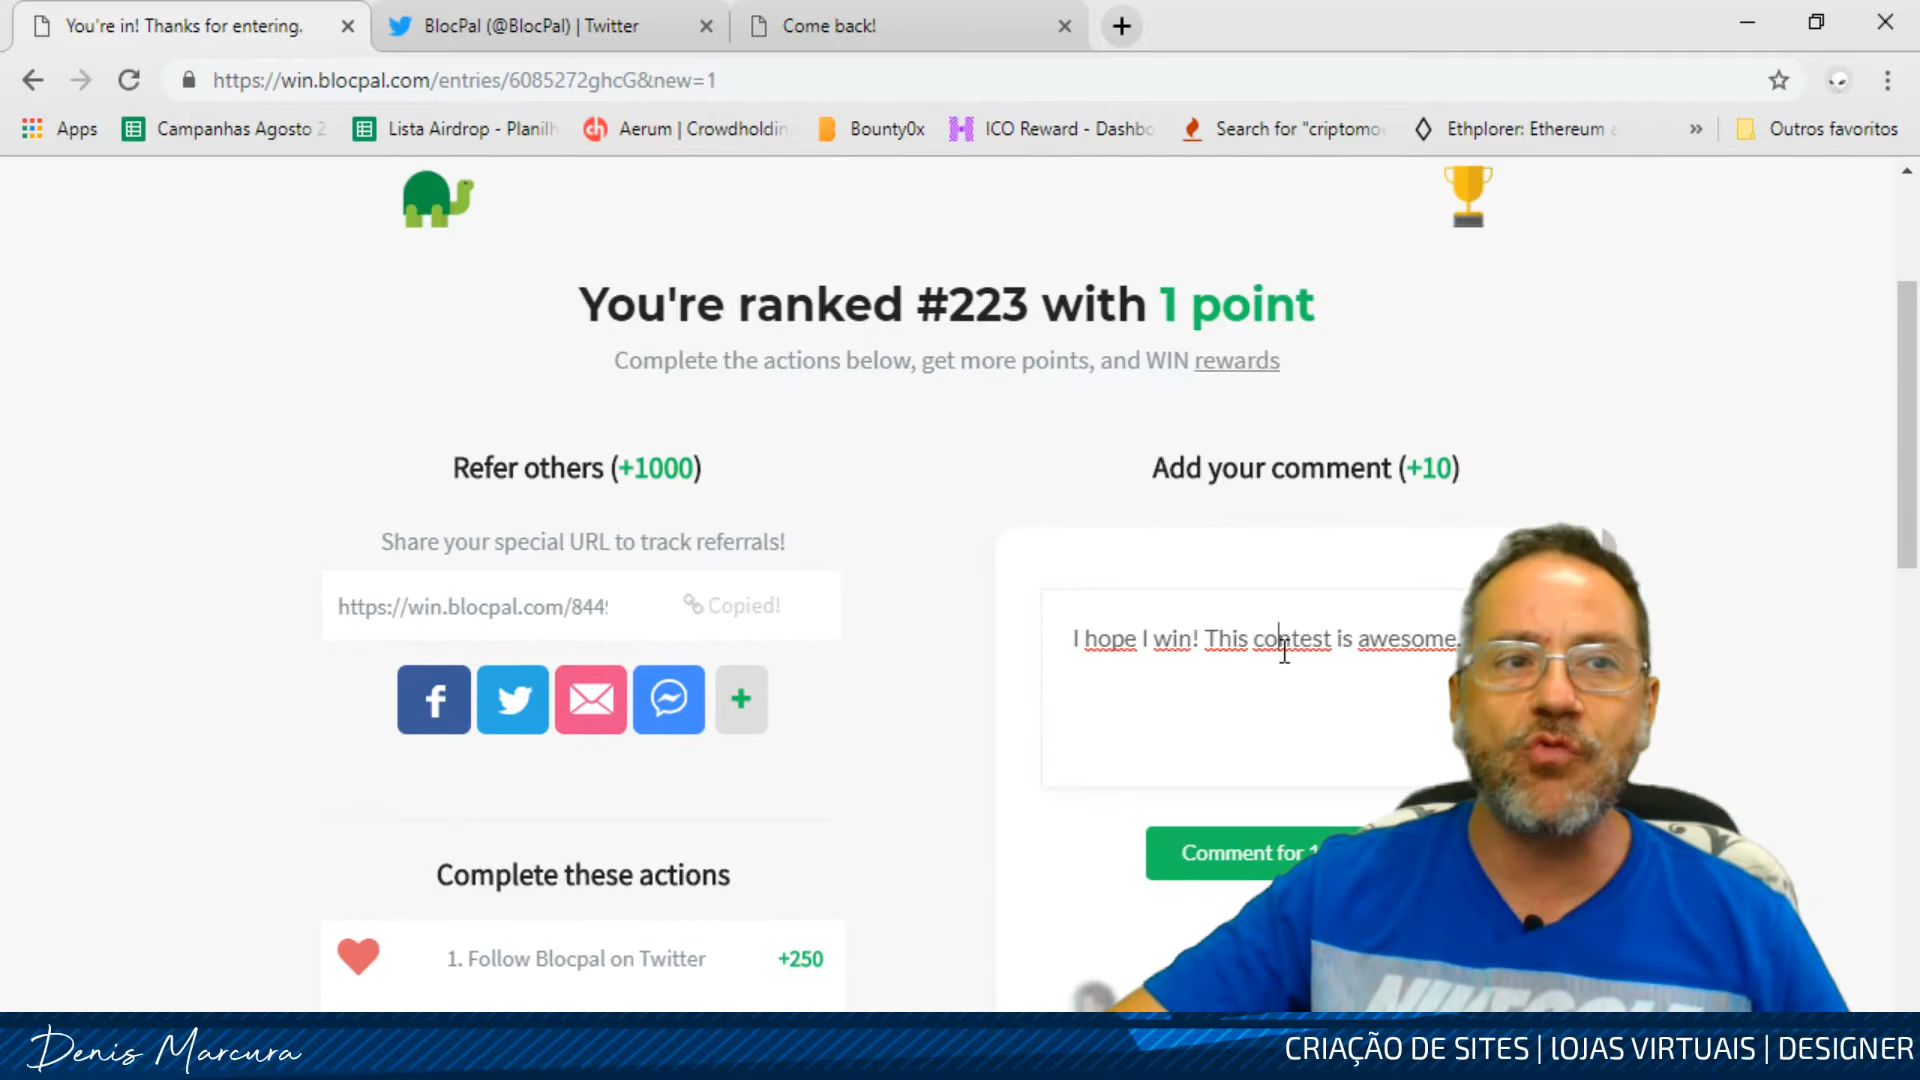 You're in! Thanks for entering.
BlocPal (@BlocPal) | Twitter
Come back!
https://win.blocpal.com/entries/6085272ghcG&new=1
Apps
Campanhas Agosto 2
Lista Airdrop - Planilh
Aerum | Crowdholdin
Bounty0x
ICO Reward - Dashbo
Search for "criptomo
Ethplorer: Ethereum a
Outros favoritos
You're ranked #223 with 1 point
Complete the actions below, get more points, and WIN rewards
Refer others (+1000)
Share your special URL to track referrals!
https://win.blocpal.com/844
Copied!
Complete these actions
1. Follow Blocpal on Twitter +250
Add your comment (+10)
I hope I win! This contest is awesome.
Comment for
Denis Marcura
CRIAÇÃO DE SITES | lOJAS VIRTUAIS | DESIGNER